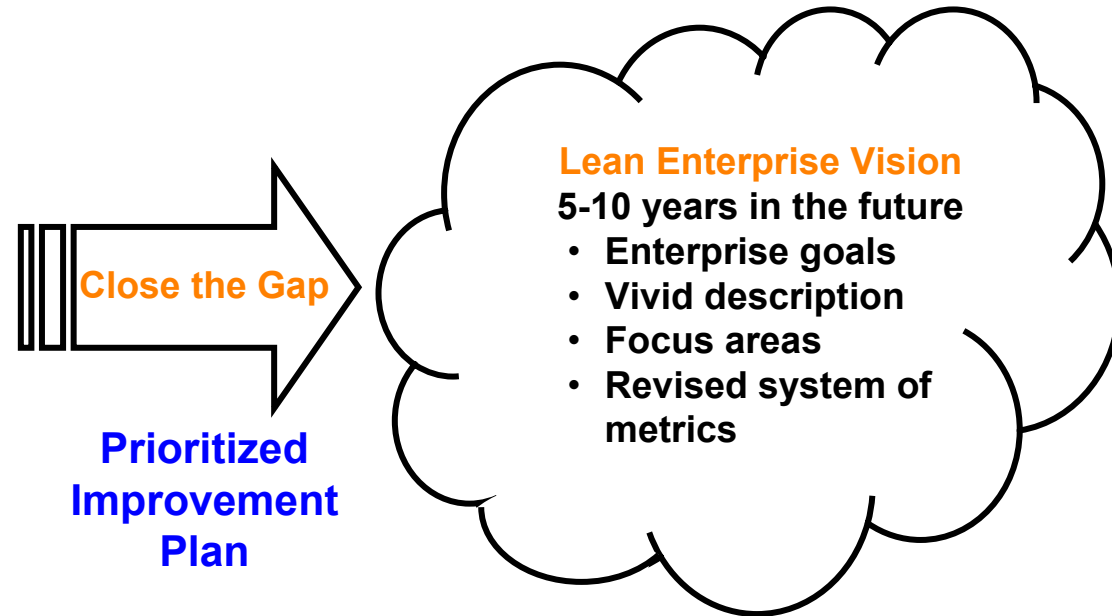 Close the Gap
Prioritized
Improvement
Plan
Lean Enterprise Vision
5-10 years in the future
• Enterprise goals
• Vivid description
• Focus areas
• Revised system of
metrics